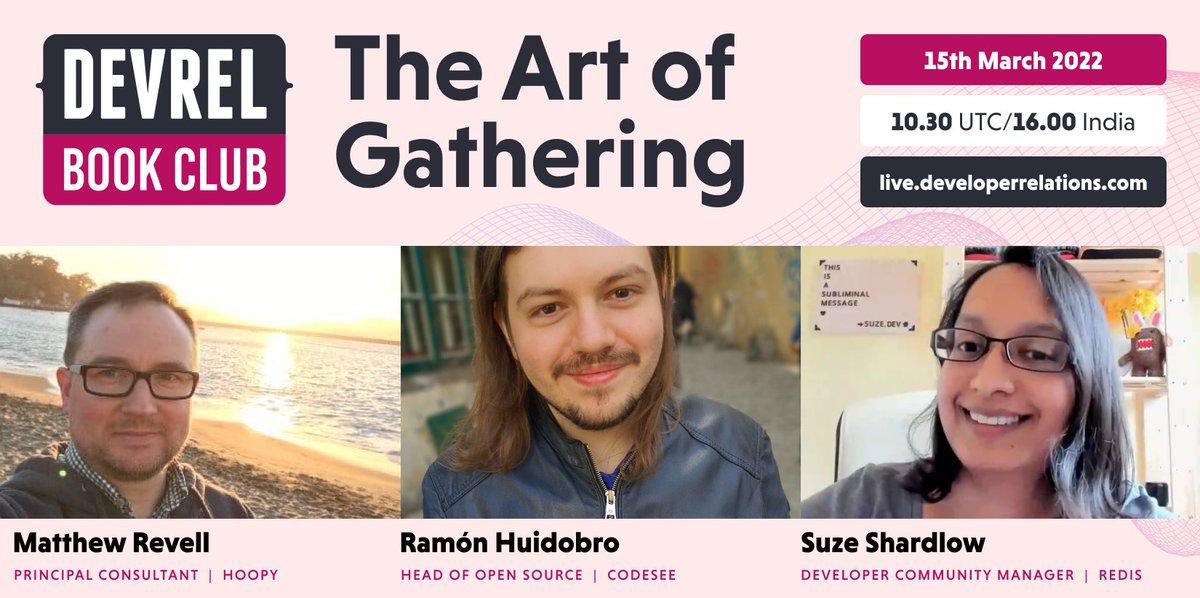 DEVREL
BOOK CLUB
The Art of
Gathering
15th March 2022
10.30 UTC/16.00 India
live.developerrelations.com
THIS
IS
A
SUBLIMINAL
MESSAGE
SUZE.DEV
Matthew Revell
PRINCIPAL CONSULTANT | HOOPY
Ramón Huidobro
HEAD OF OPEN SOURCE | CODESEE
Suze Shardlow
DEVELOPER COMMUNITY MANAGER | REDIS